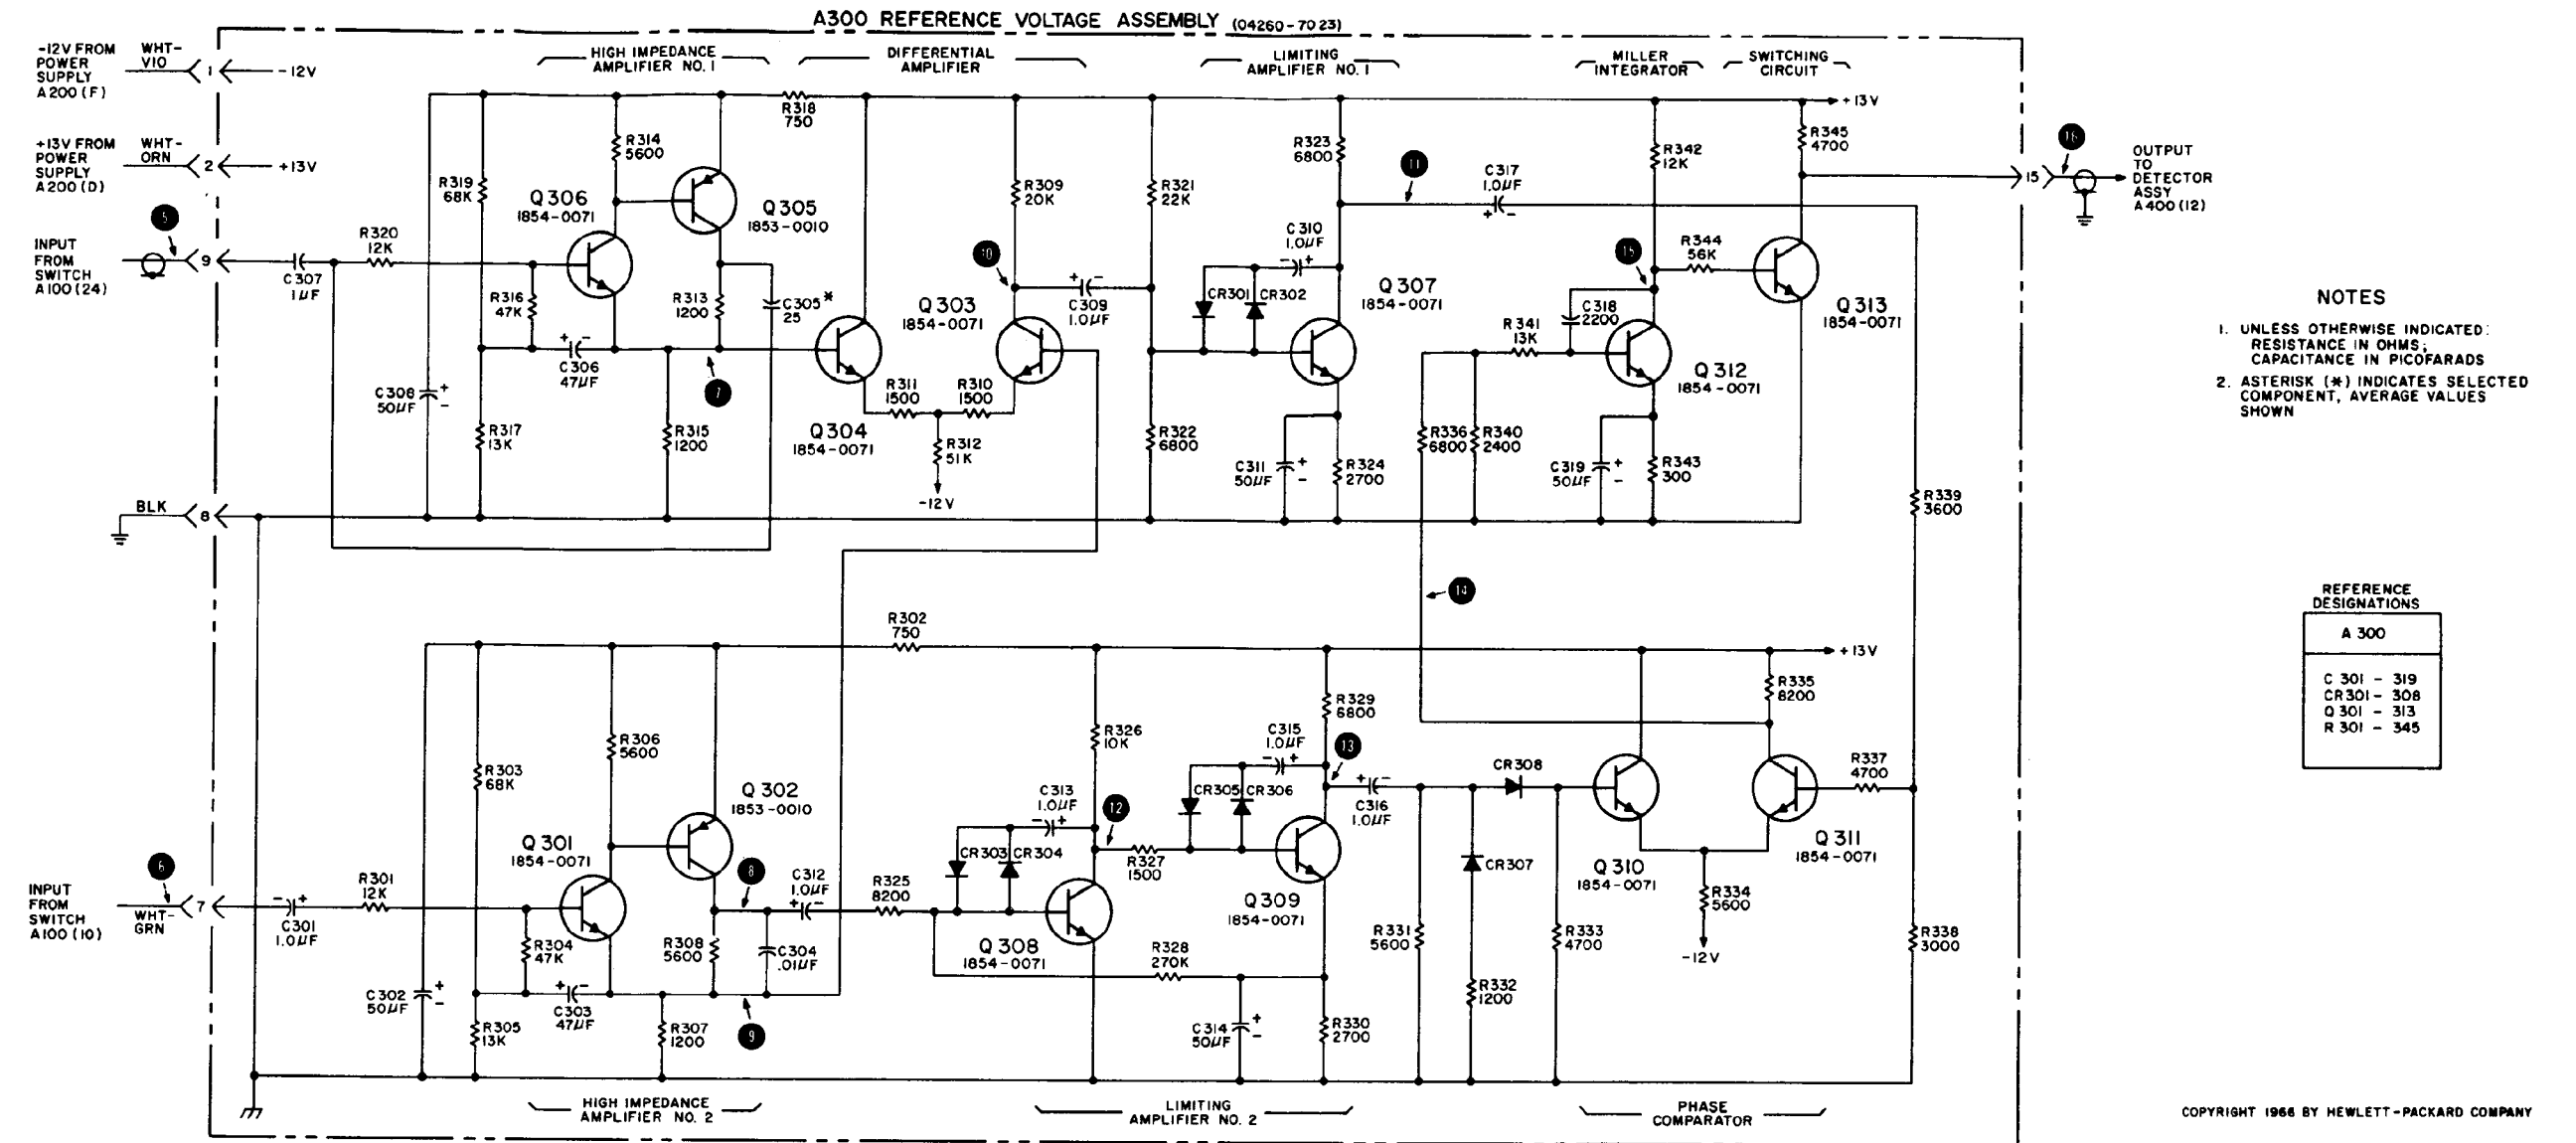 A300 REFERENCE VOLTAGE ASSEMBLY (04260-7023)
-12V FROM
POWER
SUPPLY
A200 (F)
WHT-
VIO
1
-12V
+13V FROM
POWER
SUPPLY
A200 (D)
WHT-
ORN
2
+13V
INPUT
FROM
SWITCH
A100 (24)
5
9
BLK
8
HIGH IMPEDANCE
AMPLIFIER NO. 1
DIFFERENTIAL
AMPLIFIER
LIMITING
AMPLIFIER NO. 1
MILLER
INTEGRATOR
SWITCHING
CIRCUIT
C307
1µF
R320
12K
R319
68K
R316
47K
C308
50µF
+
-
R317
13K
+ -
C306
47µF
Q306
1854-0071
R314
5600
Q305
1853-0010
R313
1200
C305*
25
R315
1200
7
R318
750
Q304
1854-0071
R311
1500
R310
1500
R312
51K
-12V
Q303
1854-0071
R309
20K
10
+ -
C309
1.0µF
R321
22K
R322
6800
CR301
CR302
C310
1.0µF
- +
R323
6800
Q307
1854-0071
C311
50µF
+
-
R324
2700
11
C317
1.0µF
+ -
R336
6800
R340
2400
R341
13K
C318
2200
15
R342
12K
Q312
1854-0071
C319
50µF
+
-
R343
300
R344
56K
R345
4700
Q313
1854-0071
+13V
15
16
OUTPUT
TO
DETECTOR
ASSY
A400 (12)
R339
3600
14
NOTES
1. UNLESS OTHERWISE INDICATED:
RESISTANCE IN OHMS;
CAPACITANCE IN PICOFARADS
2. ASTERISK (*) INDICATES SELECTED
COMPONENT, AVERAGE VALUES
SHOWN
REFERENCE
DESIGNATIONS
A 300
C 301 - 319
CR301 - 308
Q 301 - 313
R 301 - 345
INPUT
FROM
SWITCH
A100 (10)
6
WHT-
GRN
7
- +
C301
1.0µF
R301
12K
C302
50µF
+
-
R303
68K
R305
13K
R304
47K
+ -
C303
47µF
Q301
1854-0071
R306
5600
R307
1200
Q302
1853-0010
R308
5600
8
C304
.01µF
9
R302
750
C312
1.0µF
+ -
R325
8200
CR303
CR304
C313
1.0µF
- +
R326
10K
12
Q308
1854-0071
R327
1500
R328
270K
CR305
CR306
C315
1.0µF
- +
R329
6800
13
Q309
1854-0071
C314
50µF
+
-
R330
2700
+ -
C316
1.0µF
R331
5600
CR307
R332
1200
CR308
R333
4700
Q310
1854-0071
R334
5600
-12V
R335
8200
+13V
Q311
1854-0071
R337
4700
R338
3000
HIGH IMPEDANCE
AMPLIFIER NO. 2
LIMITING
AMPLIFIER NO. 2
PHASE
COMPARATOR
COPYRIGHT 1966 BY HEWLETT-PACKARD COMPANY